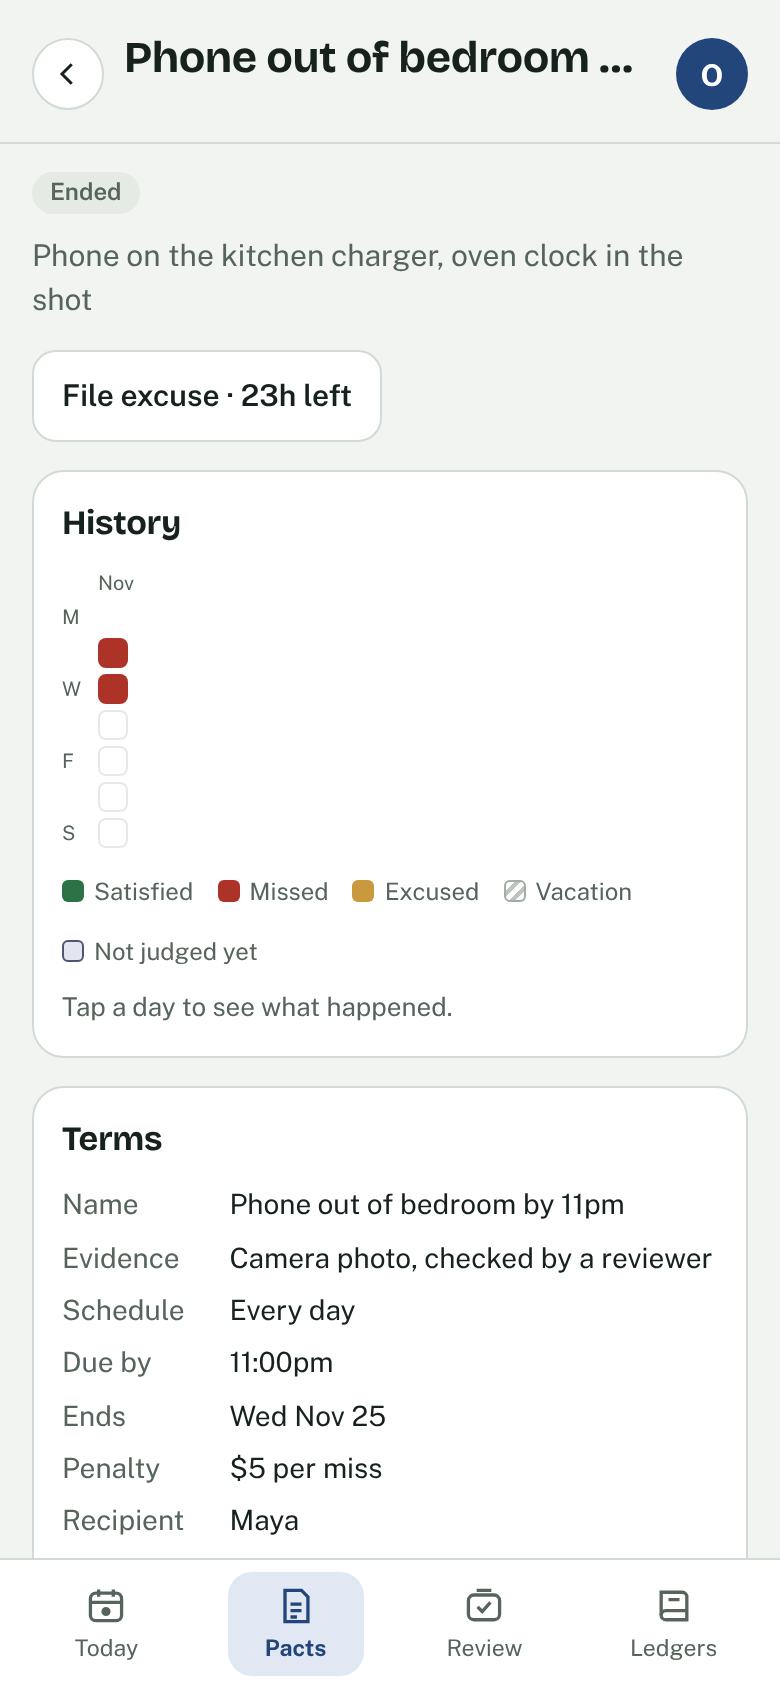 Phone out of bedroom ...
O
Ended
Phone on the kitchen charger, oven clock in the
shot
File excuse · 23h left
History
Nov
M
W
F
S
Satisfied Missed Excused Vacation
Not judged yet
Tap a day to see what happened.
Terms
Name Phone out of bedroom by 11pm
Evidence Camera photo, checked by a reviewer
Schedule Every day
Due by 11:00pm
Ends Wed Nov 25
Penalty $5 per miss
Recipient Maya
Today Pacts Review Ledgers